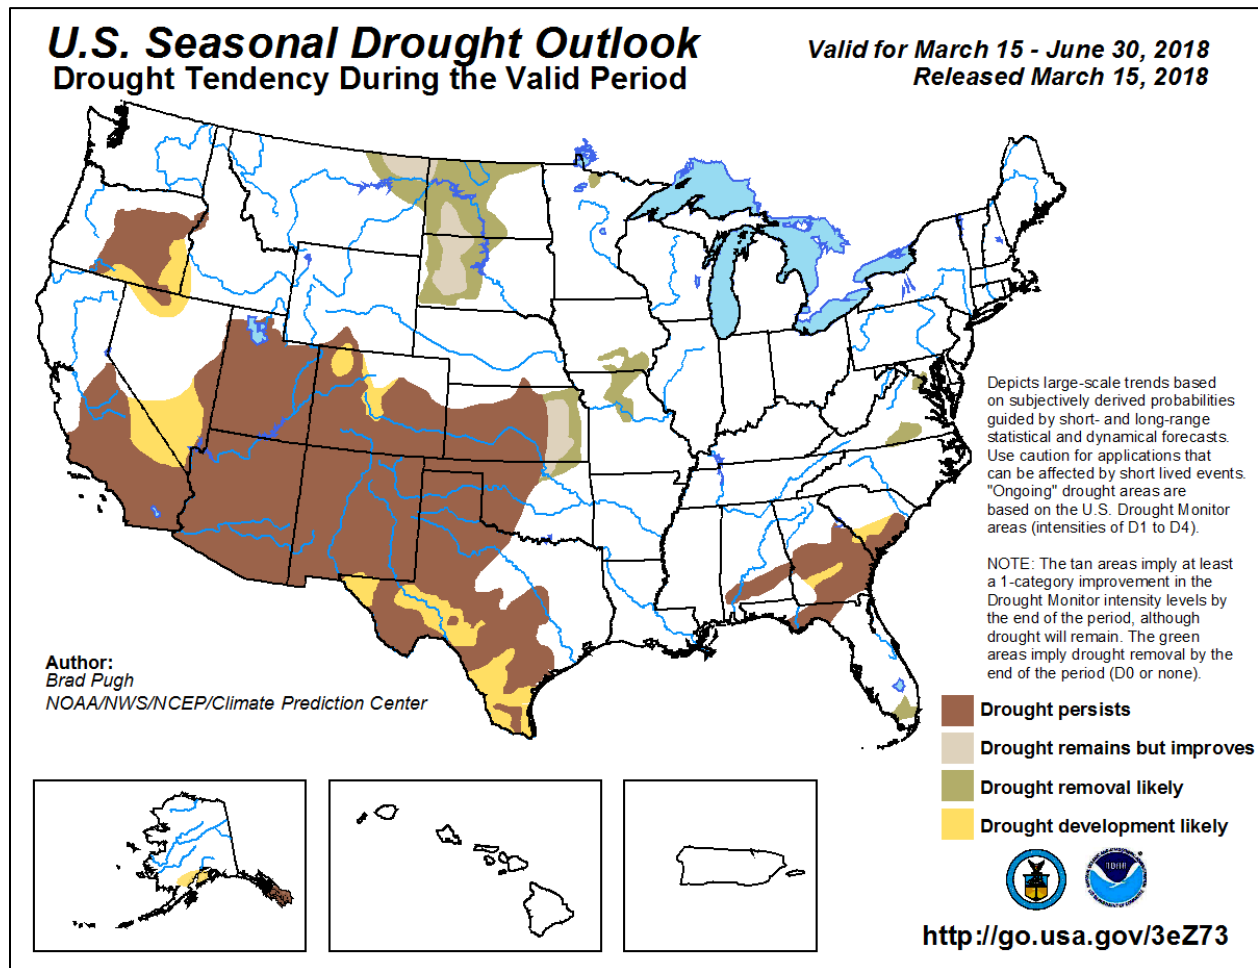 U.S. Seasonal Drought Outlook
Drought Tendency During the Valid Period
Valid for March 15 - June 30, 2018
Released March 15, 2018
Depicts large-scale trends based
on subjectively derived probabilities
guided by short- and long-range
statistical and dynamical forecasts.
Use caution for applications that
can be affected by short lived events.
"Ongoing" drought areas are
based on the U.S. Drought Monitor
areas (intensities of D1 to D4).
NOTE: The tan areas imply at least
a 1-category improvement in the
Drought Monitor intensity levels by
the end of the period, although
drought will remain. The green
areas imply drought removal by the
end of the period (D0 or none).
Author:
Brad Pugh
NOAA/NWS/NCEP/Climate Prediction Center
Drought persists
Drought remains but improves
Drought removal likely
Drought development likely
http://go.usa.gov/3eZ73